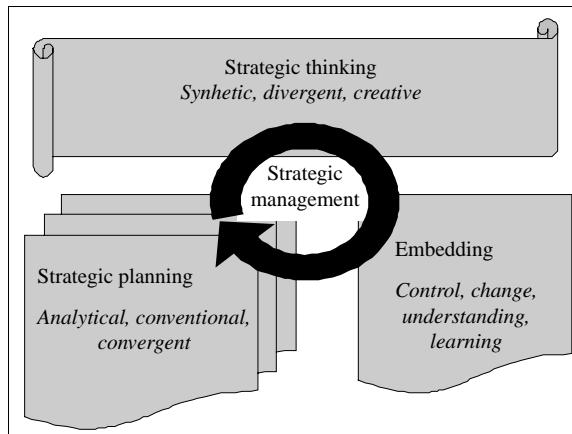 Strategic thinking
Synhetic, divergent, creative
Strategic
management
Strategic planning
Analytical, conventional,
convergent
Embedding
Control, change,
understanding,
learning